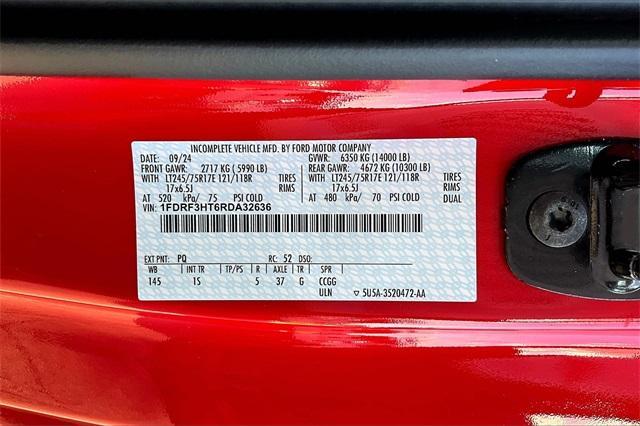 INCOMPLETE VEHICLE MFD. BY FORD MOTOR COMPANY
DATE: 09/24 GVWR: 6350 KG (14000 LB)
FRONT GAWR: 2717 KG ( 5990 LB) REAR GAWR: 4672 KG (10300 LB)
WITH LT245/75R17E 121/118R TIRES WITH LT245/75R17E 121/118R TIRES
17x6.5J RIMS 17x6.5J RIMS
AT 520 kPa/ 75 PSI COLD AT 480 kPa/ 70 PSI COLD
VIN: 1FDRF3HT6RDA32636
EXT PNT: PQ RC: 52 DSO:
WB INT TR TP/PS R AXLE TR SPR
145 1S 5 37 G CCGG
ULN ▽ 5U5A-3520472-AA